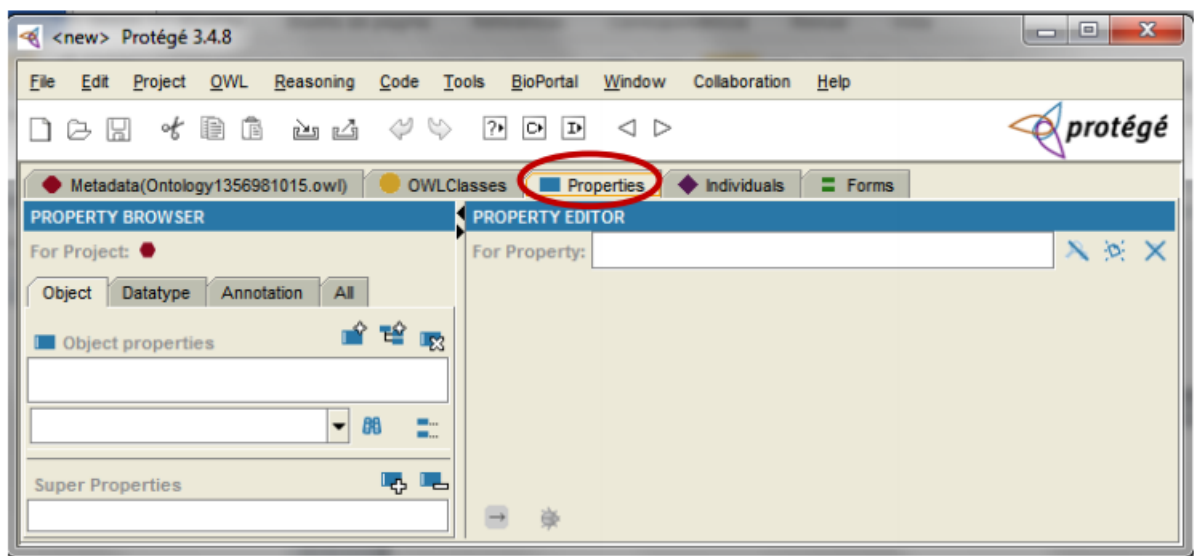 <new> Protégé 3.4.8
File Edit Project OWL Reasoning Code Tools BioPortal Window Collaboration Help
protégé
Metadata(Ontology1356981015.owl) OWLClasses Properties Individuals Forms
PROPERTY BROWSER PROPERTY EDITOR
For Project: For Property:
Object Datatype Annotation All
Object properties
Super Properties